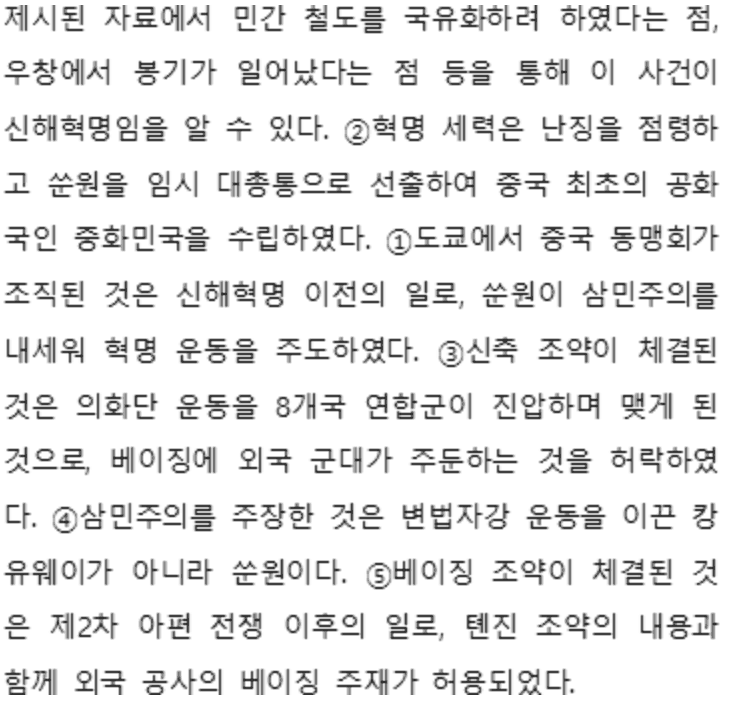 제시된 자료에서 민간 철도를 국유화하려 하였다는 점,
우창에서 봉기가 일어났다는 점 등을 통해 이 사건이
신해혁명임을 알 수 있다. ②혁명 세력은 난징을 점령하
고 쑨원을 임시 대총통으로 선출하여 중국 최초의 공화
국인 중화민국을 수립하였다. ①도쿄에서 중국 동맹회가
조직된 것은 신해혁명 이전의 일로, 쑨원이 삼민주의를
내세워 혁명 운동을 주도하였다. ③신축 조약이 체결된
것은 의화단 운동을 8개국 연합군이 진압하며 맺게 된
것으로, 베이징에 외국 군대가 주둔하는 것을 허락하였
다. ④삼민주의를 주장한 것은 변법자강 운동을 이끈 캉
유웨이가 아니라 쑨원이다. ⑤베이징 조약이 체결된 것
은 제2차 아편 전쟁 이후의 일로, 톈진 조약의 내용과
함께 외국 공사의 베이징 주재가 허용되었다.